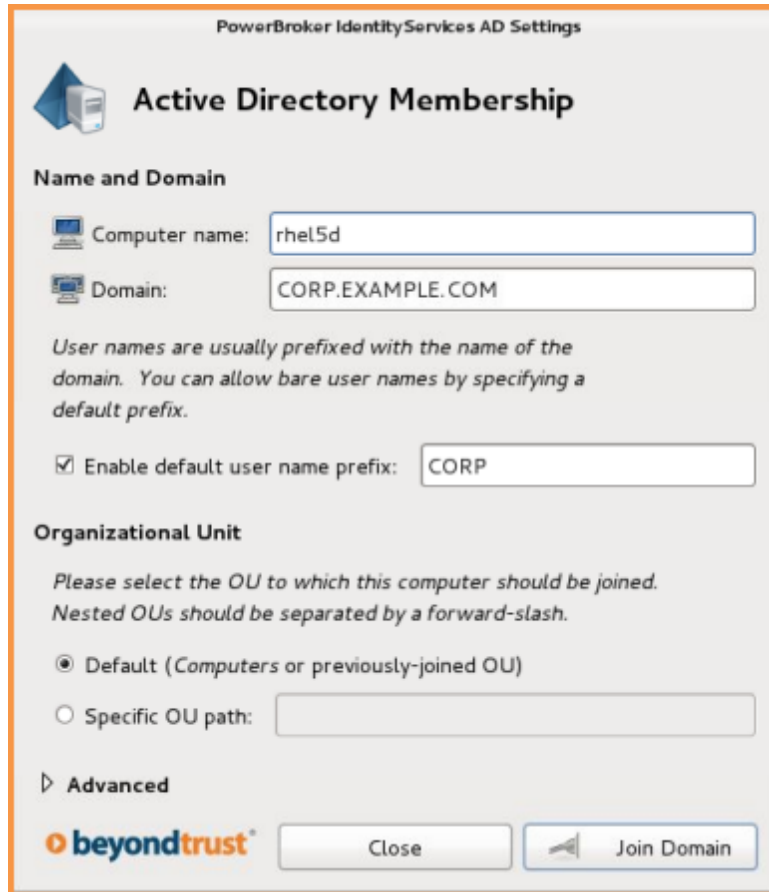 PowerBroker IdentityServices AD Settings
Active Directory Membership
Name and Domain
Computer name: rhel5d
Domain: CORP.EXAMPLE.COM
User names are usually prefixed with the name of the
domain. You can allow bare user names by specifying a
default prefix.
Enable default user name prefix: CORP
Organizational Unit
Please select the OU to which this computer should be joined.
Nested OUs should be separated by a forward-slash.
Default (Computers or previously-joined OU)
Specific OU path:
Advanced
beyondtrust Close Join Domain